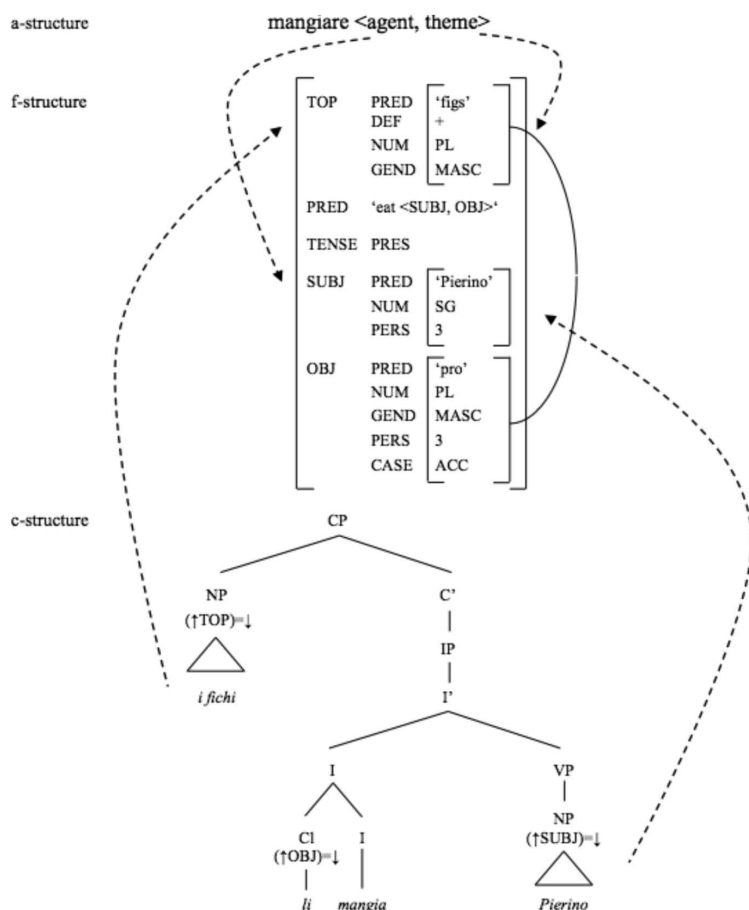 a-structure mangiare <agent, theme>
f-structure TOP PRED ‘figs’
DEF +
NUM PL
GEND MASC
PRED ‘eat <SUBJ, OBJ>‘
TENSE PRES
SUBJ PRED ‘Pierino’
NUM SG
PERS 3
OBJ PRED ‘pro’
NUM PL
GEND MASC
PERS 3
CASE ACC
c-structure CP
NP C’
(↑TOP)=↓
IP
i fichi I’
I VP
Cl I NP
(↑OBJ)=↓ (↑SUBJ)=↓
li mangia Pierino